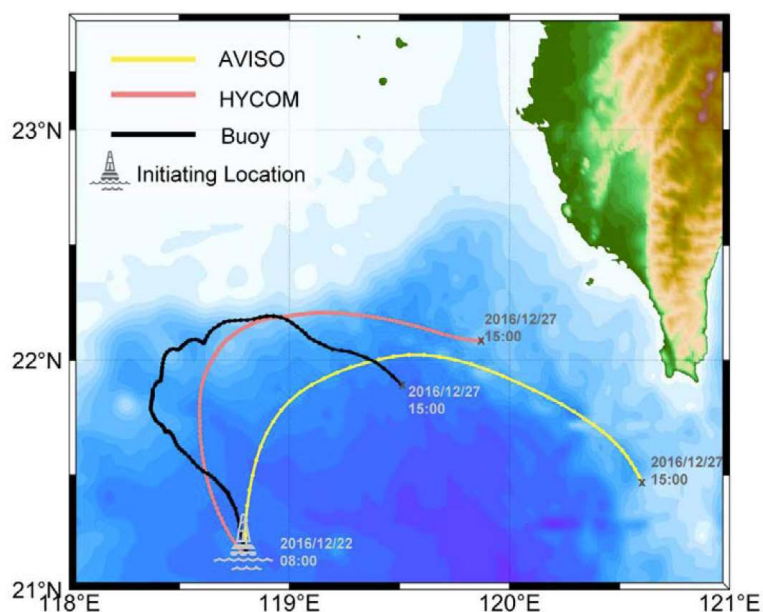 AVISO
HYCOM
Buoy
Initiating Location
23°N
22°N
21°N
2016/12/27
15:00
2016/12/27
15:00
2016/12/27
15:00
2016/12/22
08:00
118°E
119°E
120°E
121°E